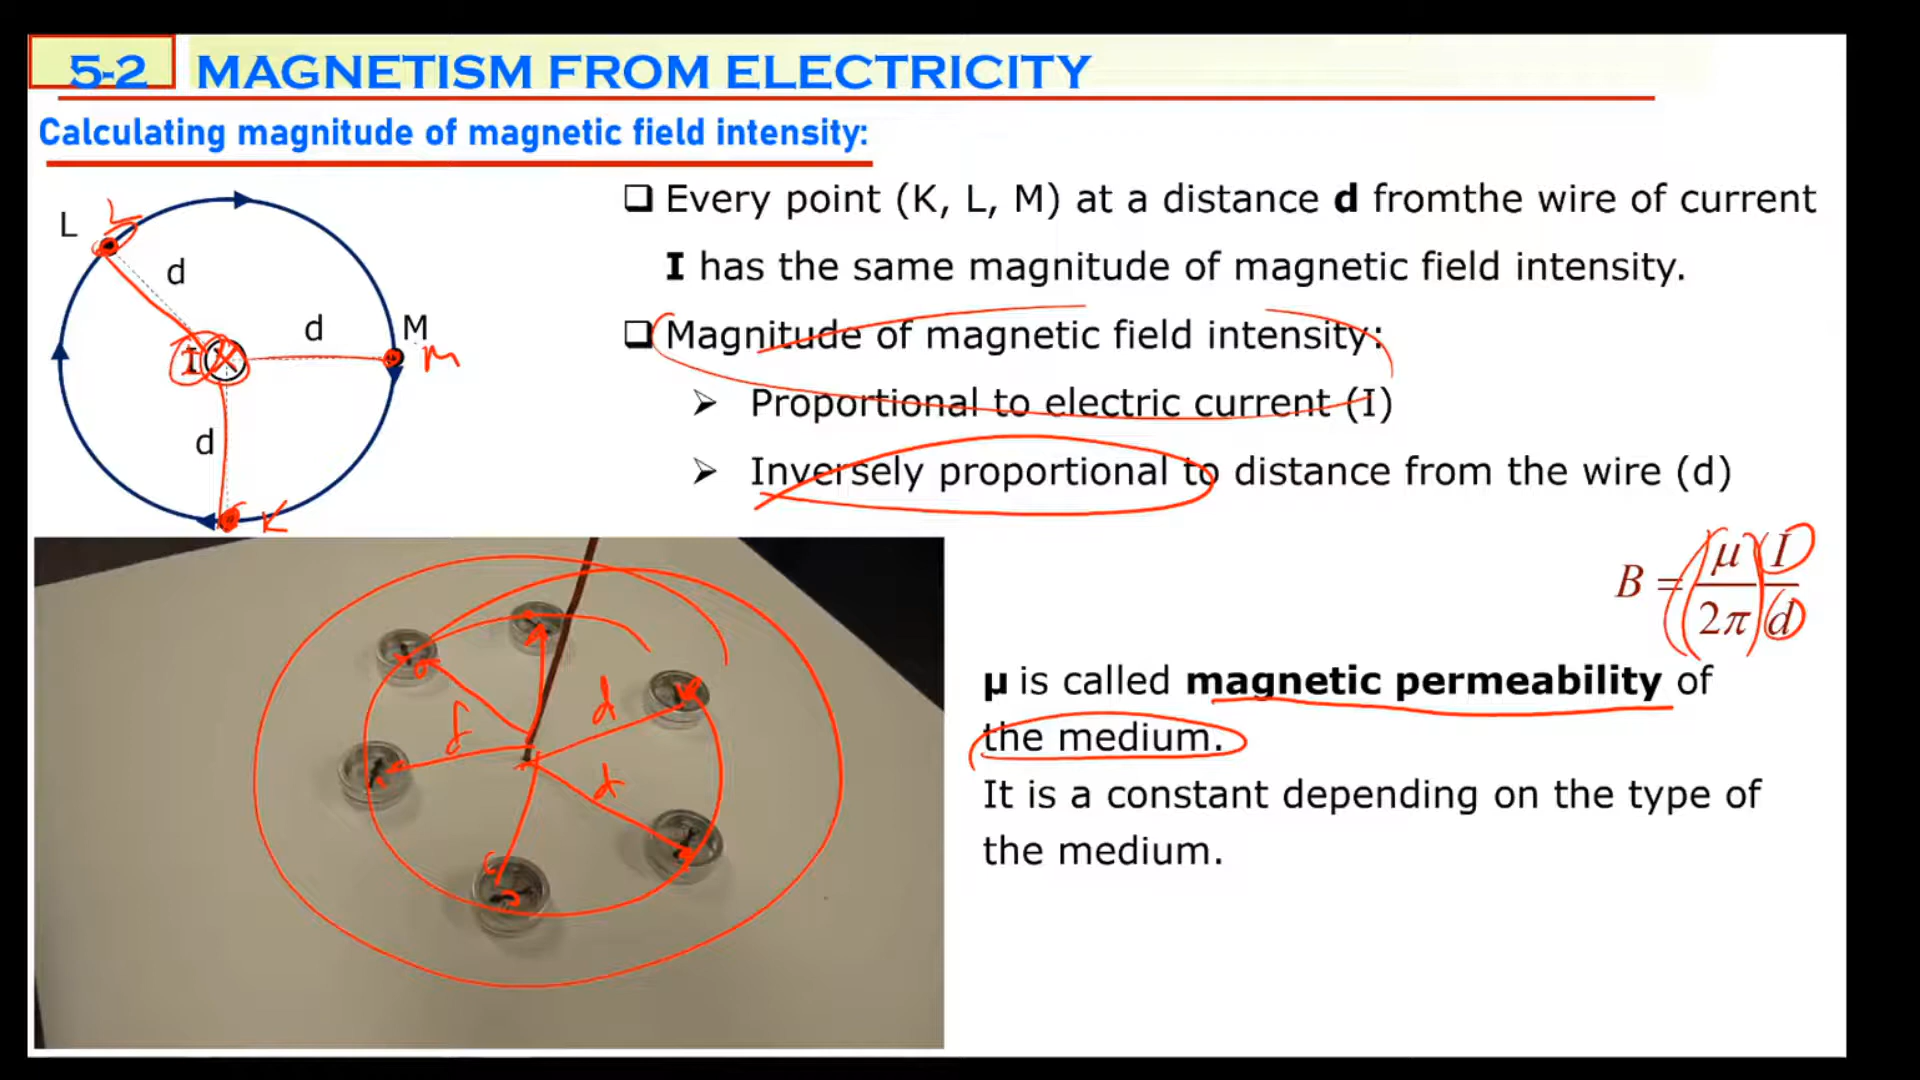 5-2 MAGNETISM FROM ELECTRICITY
Calculating magnitude of magnetic field intensity:
❑ Every point (K, L, M) at a distance d fromthe wire of current
I has the same magnitude of magnetic field intensity.
❑ Magnitude of magnetic field intensity:
➢ Proportional to electric current (I)
➢ Inversely proportional to distance from the wire (d)
B = (μ / 2π) I / d
μ is called magnetic permeability of
the medium.
It is a constant depending on the type of
the medium.
L
L
d
d
M
M
I
d
K
d
d